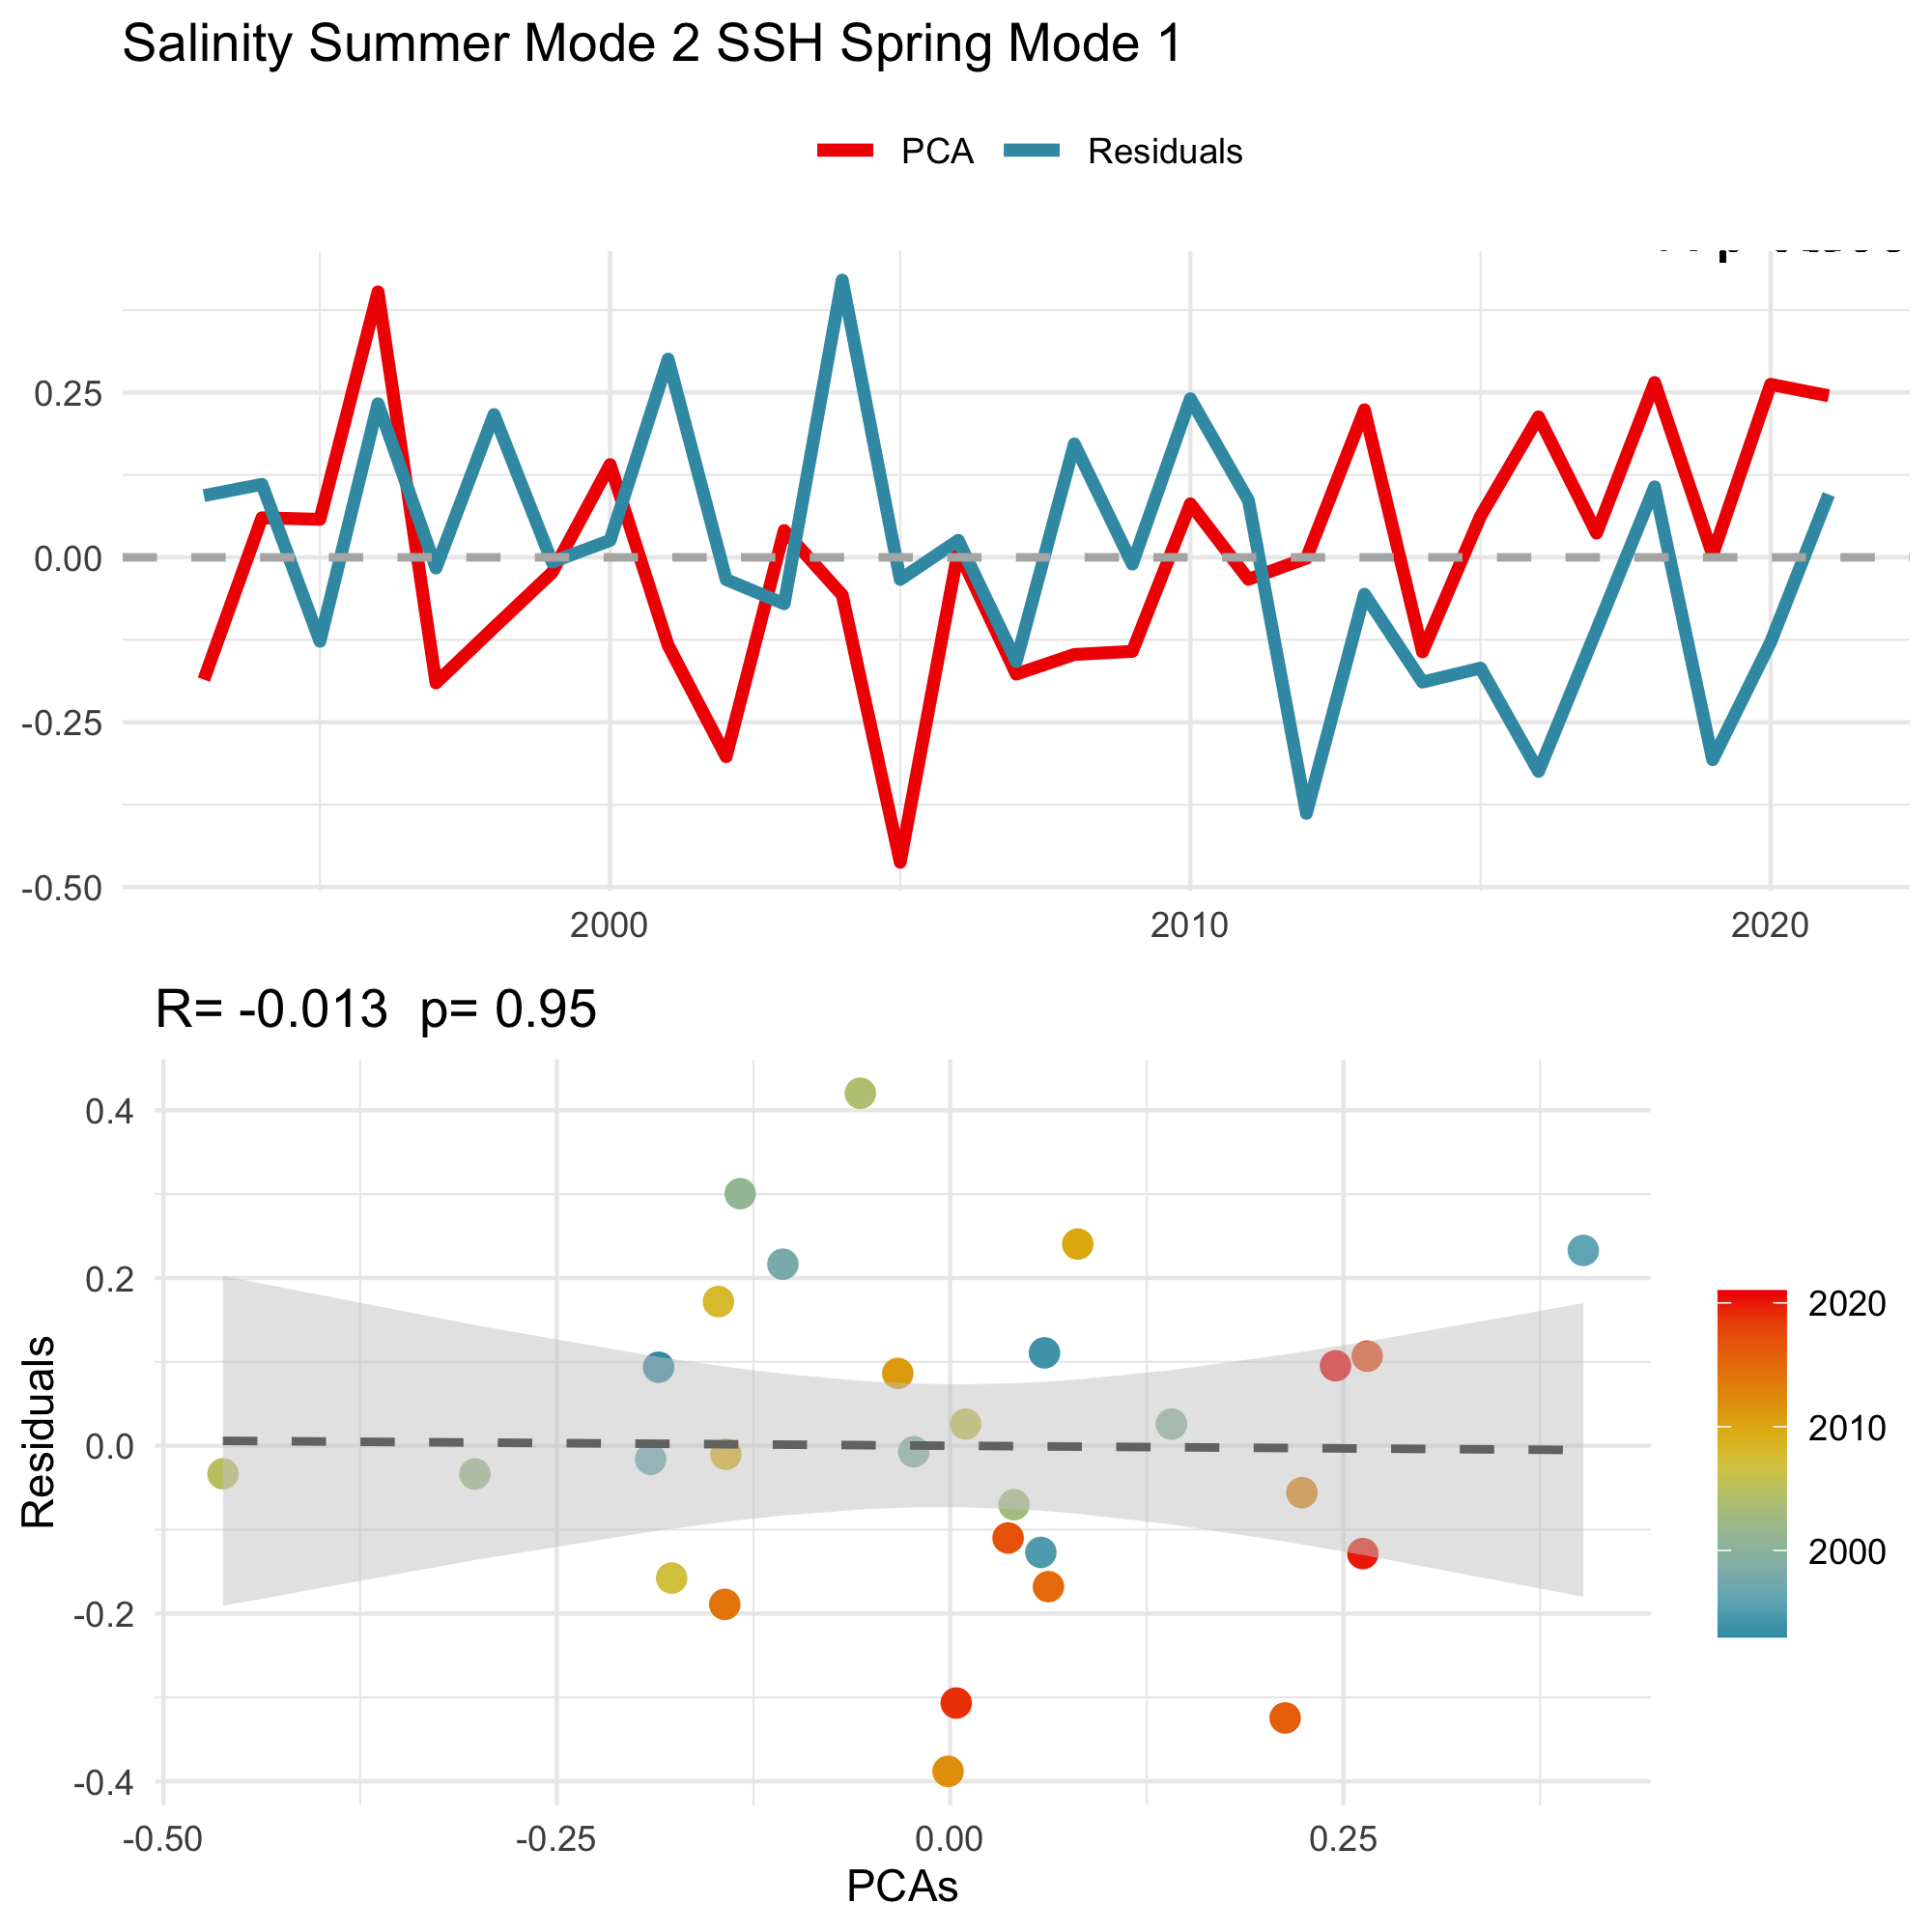 Salinity Summer Mode 2 SSH Spring Mode 1
PCA Residuals
0.25
0.00
-0.25
-0.50
2000 2010 2020
R= -0.013 p= 0.95
Residuals
0.4
0.2
0.0
-0.2
-0.4
-0.50 -0.25 0.00 0.25
PCAs
2020
2010
2000